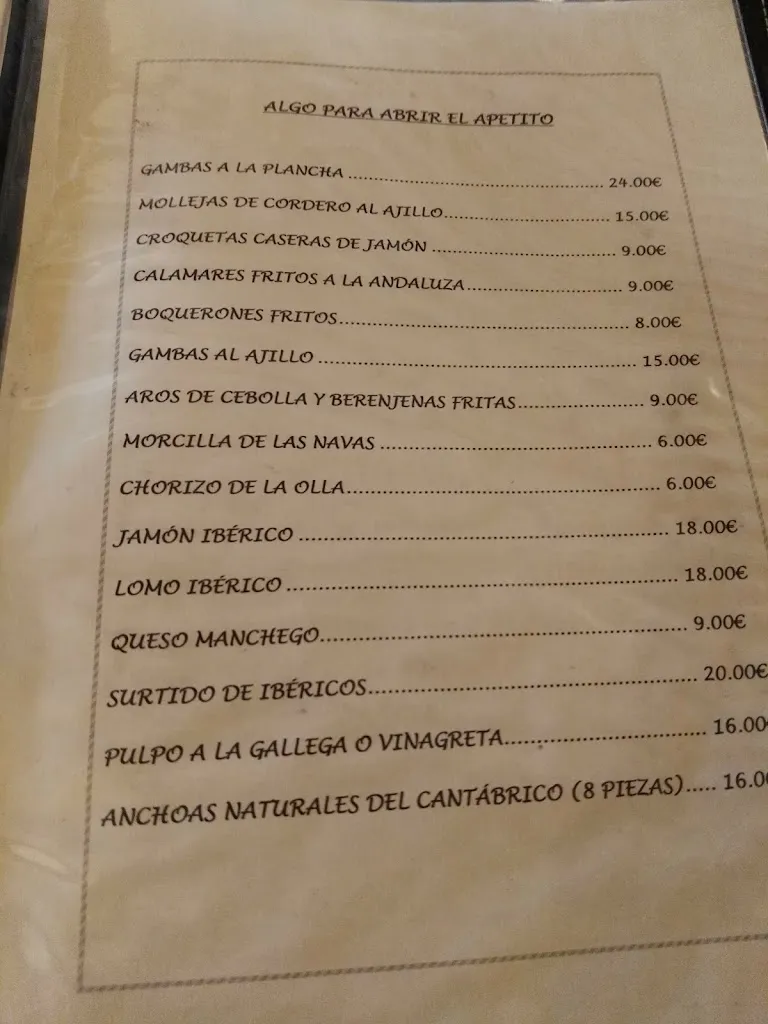 ALGO PARA ABRIR EL APETITO
GAMBAS A LA PLANCHA ........................................................ 24.00€
MOLLEJAS DE CORDERO AL AJILLO..................................... 15.00€
CROQUETAS CASERAS DE JAMÓN ........................................ 9.00€
CALAMARES FRITOS A LA ANDALUZA.................................. 9.00€
BOQUERONES FRITOS............................................................. 8.00€
GAMBAS AL AJILLO ................................................................. 15.00€
AROS DE CEBOLLA Y BERENJENAS FRITAS.......................... 9.00€
MORCILLA DE LAS NAVAS ...................................................... 6.00€
CHORIZO DE LA OLLA............................................................... 6.00€
JAMÓN IBÉRICO ......................................................................... 18.00€
LOMO IBÉRICO ........................................................................... 18.00€
QUESO MANCHEGO.................................................................... 9.00€
SURTIDO DE IBÉRICOS.............................................................. 20.00€
PULPO A LA GALLEGA O VINAGRETA...................................... 16.00
ANCHOAS NATURALES DEL CANTÁBRICO (8 PIEZAS)..... 16.0